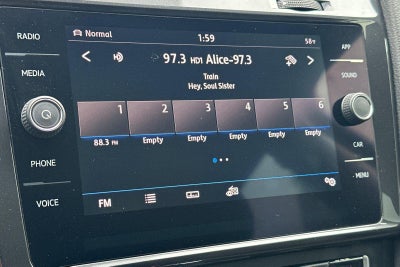 RADIO
MEDIA
PHONE
VOICE
Normal
1:59
58°F
97.3 HD1 Alice-97.3
Train
Hey, Soul Sister
1 2 3 4 5 6
88.3 FM Empty Empty Empty Empty Empty
FM
APP
SOUND
CAR
MENU